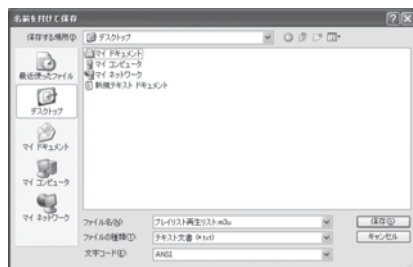 名前を付けて保存
保存する場所(I):
デスクトップ
マイ ドキュメント
マイ コンピュータ
マイ ネットワーク
新規テキスト ドキュメント
最近使ったファイル
デスクトップ
マイ ドキュメント
マイ コンピュータ
マイ ネットワーク
ファイル名(N):
プレイリスト再生リスト.m3u
保存(S)
ファイルの種類(T):
テキスト文書 (*.txt)
キャンセル
文字コード(E):
ANSI